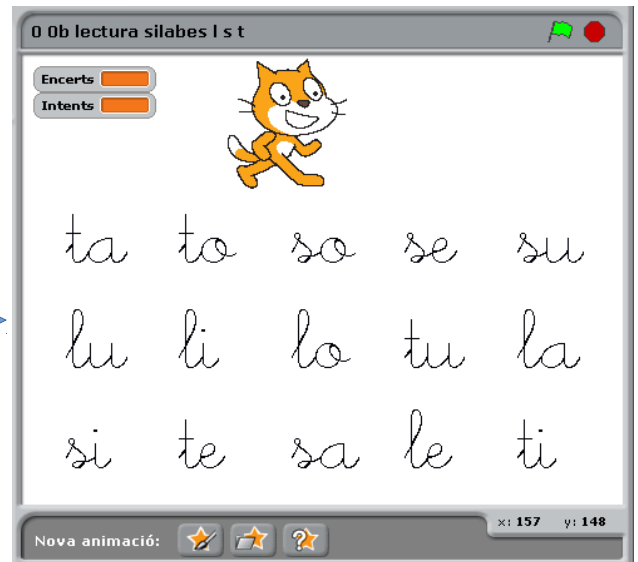 0 0b lectura silabes l s t
Encerts
Intents
ta to so se su
lu li lo tu la
si te sa le ti
x: 157 y: 148
Nova animació: